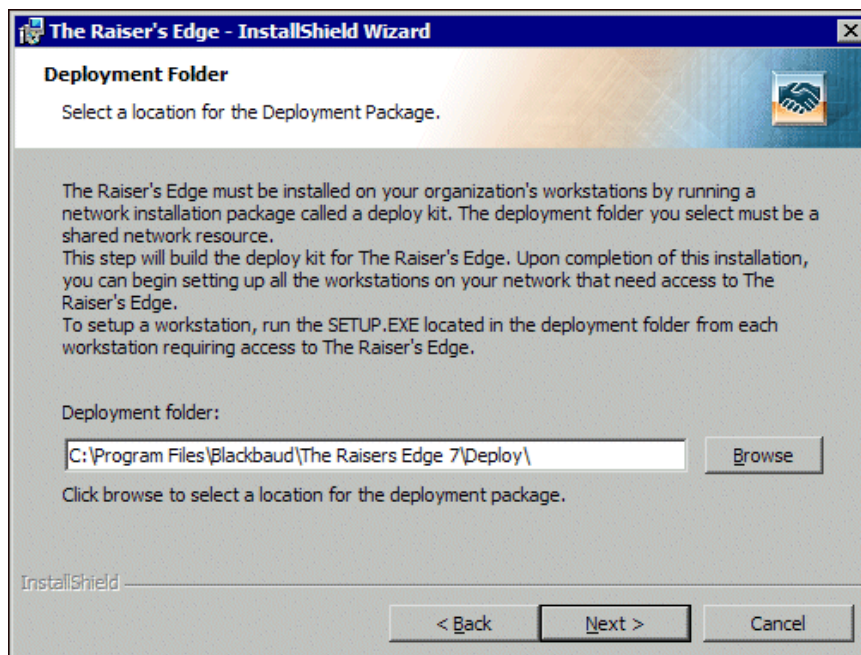 The Raiser's Edge - InstallShield Wizard
Deployment Folder
Select a location for the Deployment Package.
The Raiser's Edge must be installed on your organization's workstations by running a
network installation package called a deploy kit. The deployment folder you select must be a
shared network resource.
This step will build the deploy kit for The Raiser's Edge. Upon completion of this installation,
you can begin setting up all the workstations on your network that need access to The
Raiser's Edge.
To setup a workstation, run the SETUP.EXE located in the deployment folder from each
workstation requiring access to The Raiser's Edge.
Deployment folder:
C:\Program Files\Blackbaud\The Raisers Edge 7\Deploy\
Browse
Click browse to select a location for the deployment package.
InstallShield
< Back
Next >
Cancel